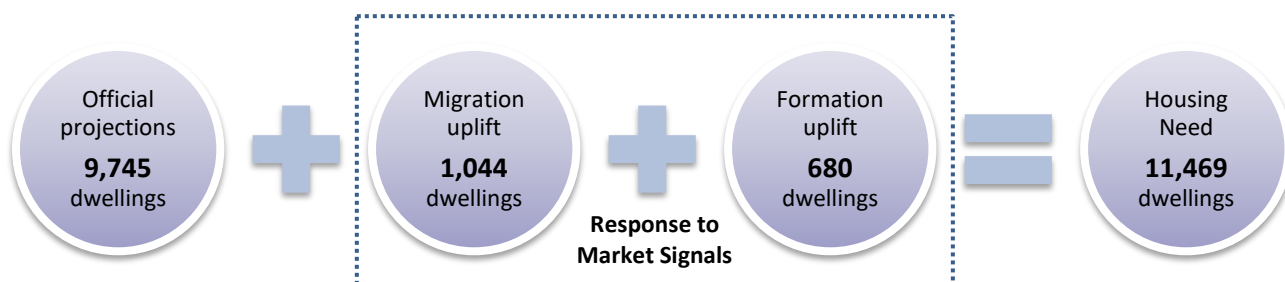 Official
projections
9,745
dwellings
Migration
uplift
1,044
dwellings
Response to
Market Signals
Formation
uplift
680
dwellings
Housing
Need
11,469
dwellings